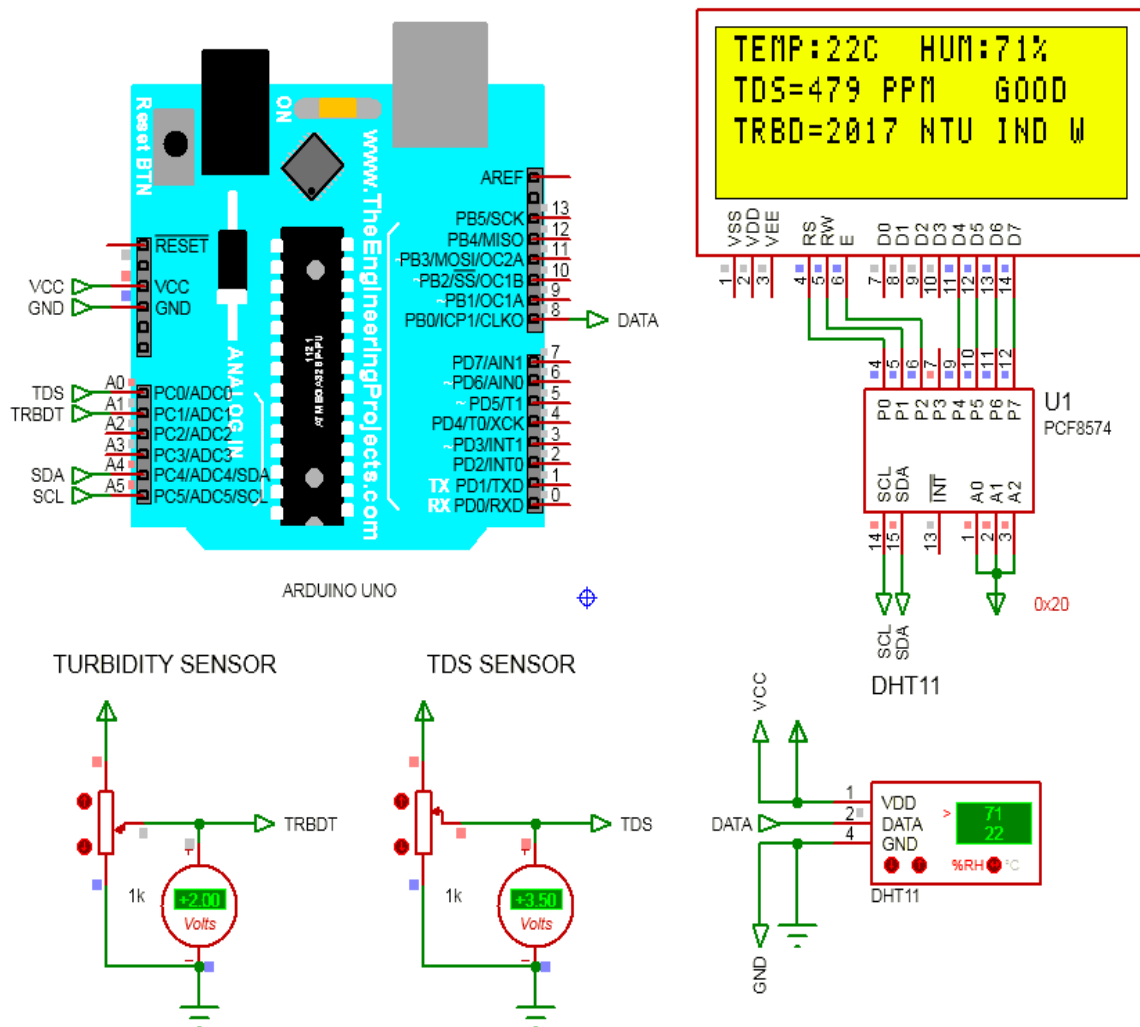 Reset BTN
ON
www.TheEngineeringProjects.com
ANALOG IN
1121
ATMEGA328P-PU
RESET
VCC
VCC
GND
GND
TDS
A0
PC0/ADC0
TRBDT
A1
PC1/ADC1
A2
PC2/ADC2
A3
PC3/ADC3
SDA
A4
PC4/ADC4/SDA
SCL
A5
PC5/ADC5/SCL
AREF
PB5/SCK 13
PB4/MISO 12
~PB3/MOSI/OC2A 11
~PB2/SS/OC1B 10
~PB1/OC1A 9
PB0/ICP1/CLKO 8
DATA
PD7/AIN1 7
~PD6/AIN0 6
~PD5/T1 5
PD4/T0/XCK 4
~PD3/INT1 3
PD2/INT0 2
TX PD1/TXD 1
RX PD0/RXD 0
ARDUINO UNO
TEMP:22C HUM:71%
TDS=479 PPM GOOD
TRBD=2017 NTU IND W
VSS VDD VEE RS RW E D0 D1 D2 D3 D4 D5 D6 D7
1 2 3 4 5 6 7 8 9 10 11 12 13 14
4 5 6 7 9 10 11 12
P0 P1 P2 P3 P4 P5 P6 P7
U1
PCF8574
SCL SDA INT A0 A1 A2
14 15 13 1 2 3
0x20
SCL SDA
TURBIDITY SENSOR
TRBDT
1k
+2.00
Volts
TDS SENSOR
TDS
1k
+3.50
Volts
DHT11
VCC
1 VDD
DATA 2 DATA
4 GND
> 71
22
%RH °C
DHT11
GND